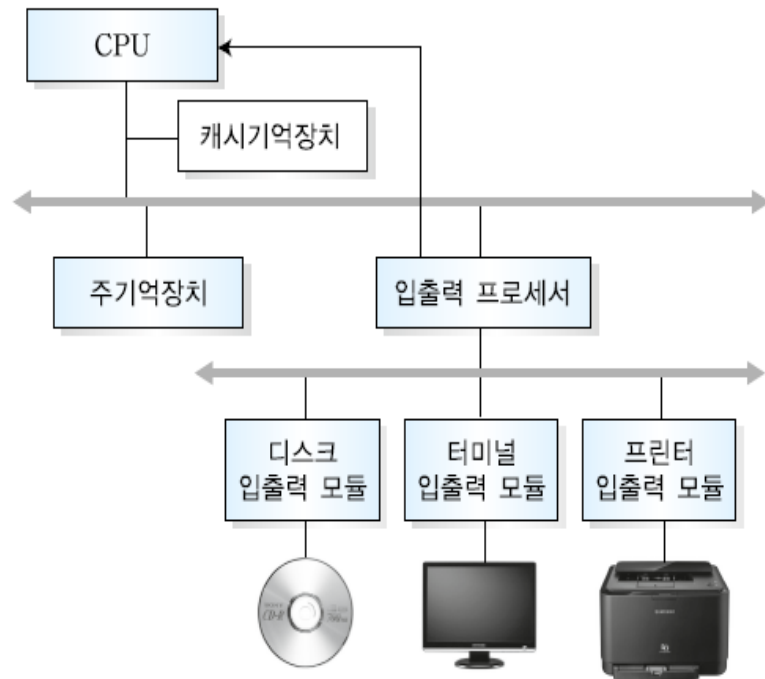 CPU
캐시기억장치
주기억장치
입출력 프로세서
디스크
입출력 모듈
터미널
입출력 모듈
프린터
입출력 모듈
CD-R